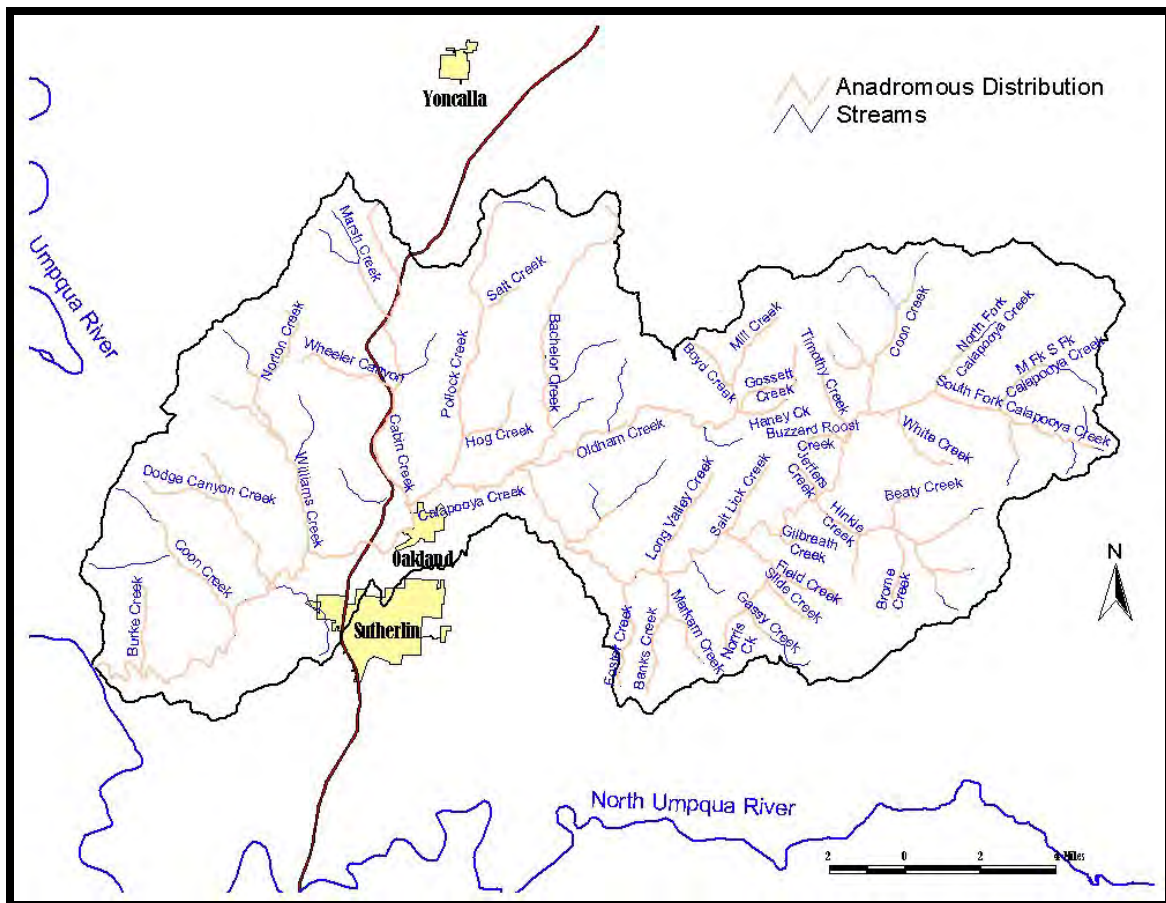 Yoncalla
Anadromous Distribution
Streams
Umpqua River
Marsh Creek
Salt Creek
Norton Creek
Wheeler Canyon
Pollock Creek
Bachelor Creek
Cabin Creek
Hog Creek
Oldham Creek
Boyd Creek
Mill Creek
Gossett
Creek
Timothy Creek
Coon Creek
North Fork
Calapooya Creek
M Fk S Fk
Calapooya Creek
South Fork Calapooya Creek
Haney Ck
Buzzard Roost
Creek
White Creek
Jeffers
Creek
Beaty Creek
Dodge Canyon Creek
Williams Creek
Calapooya Creek
Long Valley Creek
Salt Lick Creek
Hinkle
Creek
Gilbreath
Creek
Coon Creek
Oakland
Field Creek
Slide Creek
Gassy Creek
Brome
Creek
Burke Creek
Sutherlin
Foster Creek
Banks Creek
Markam Creek
Norris
Ck
N
North Umpqua River
2 0 2 4 Miles